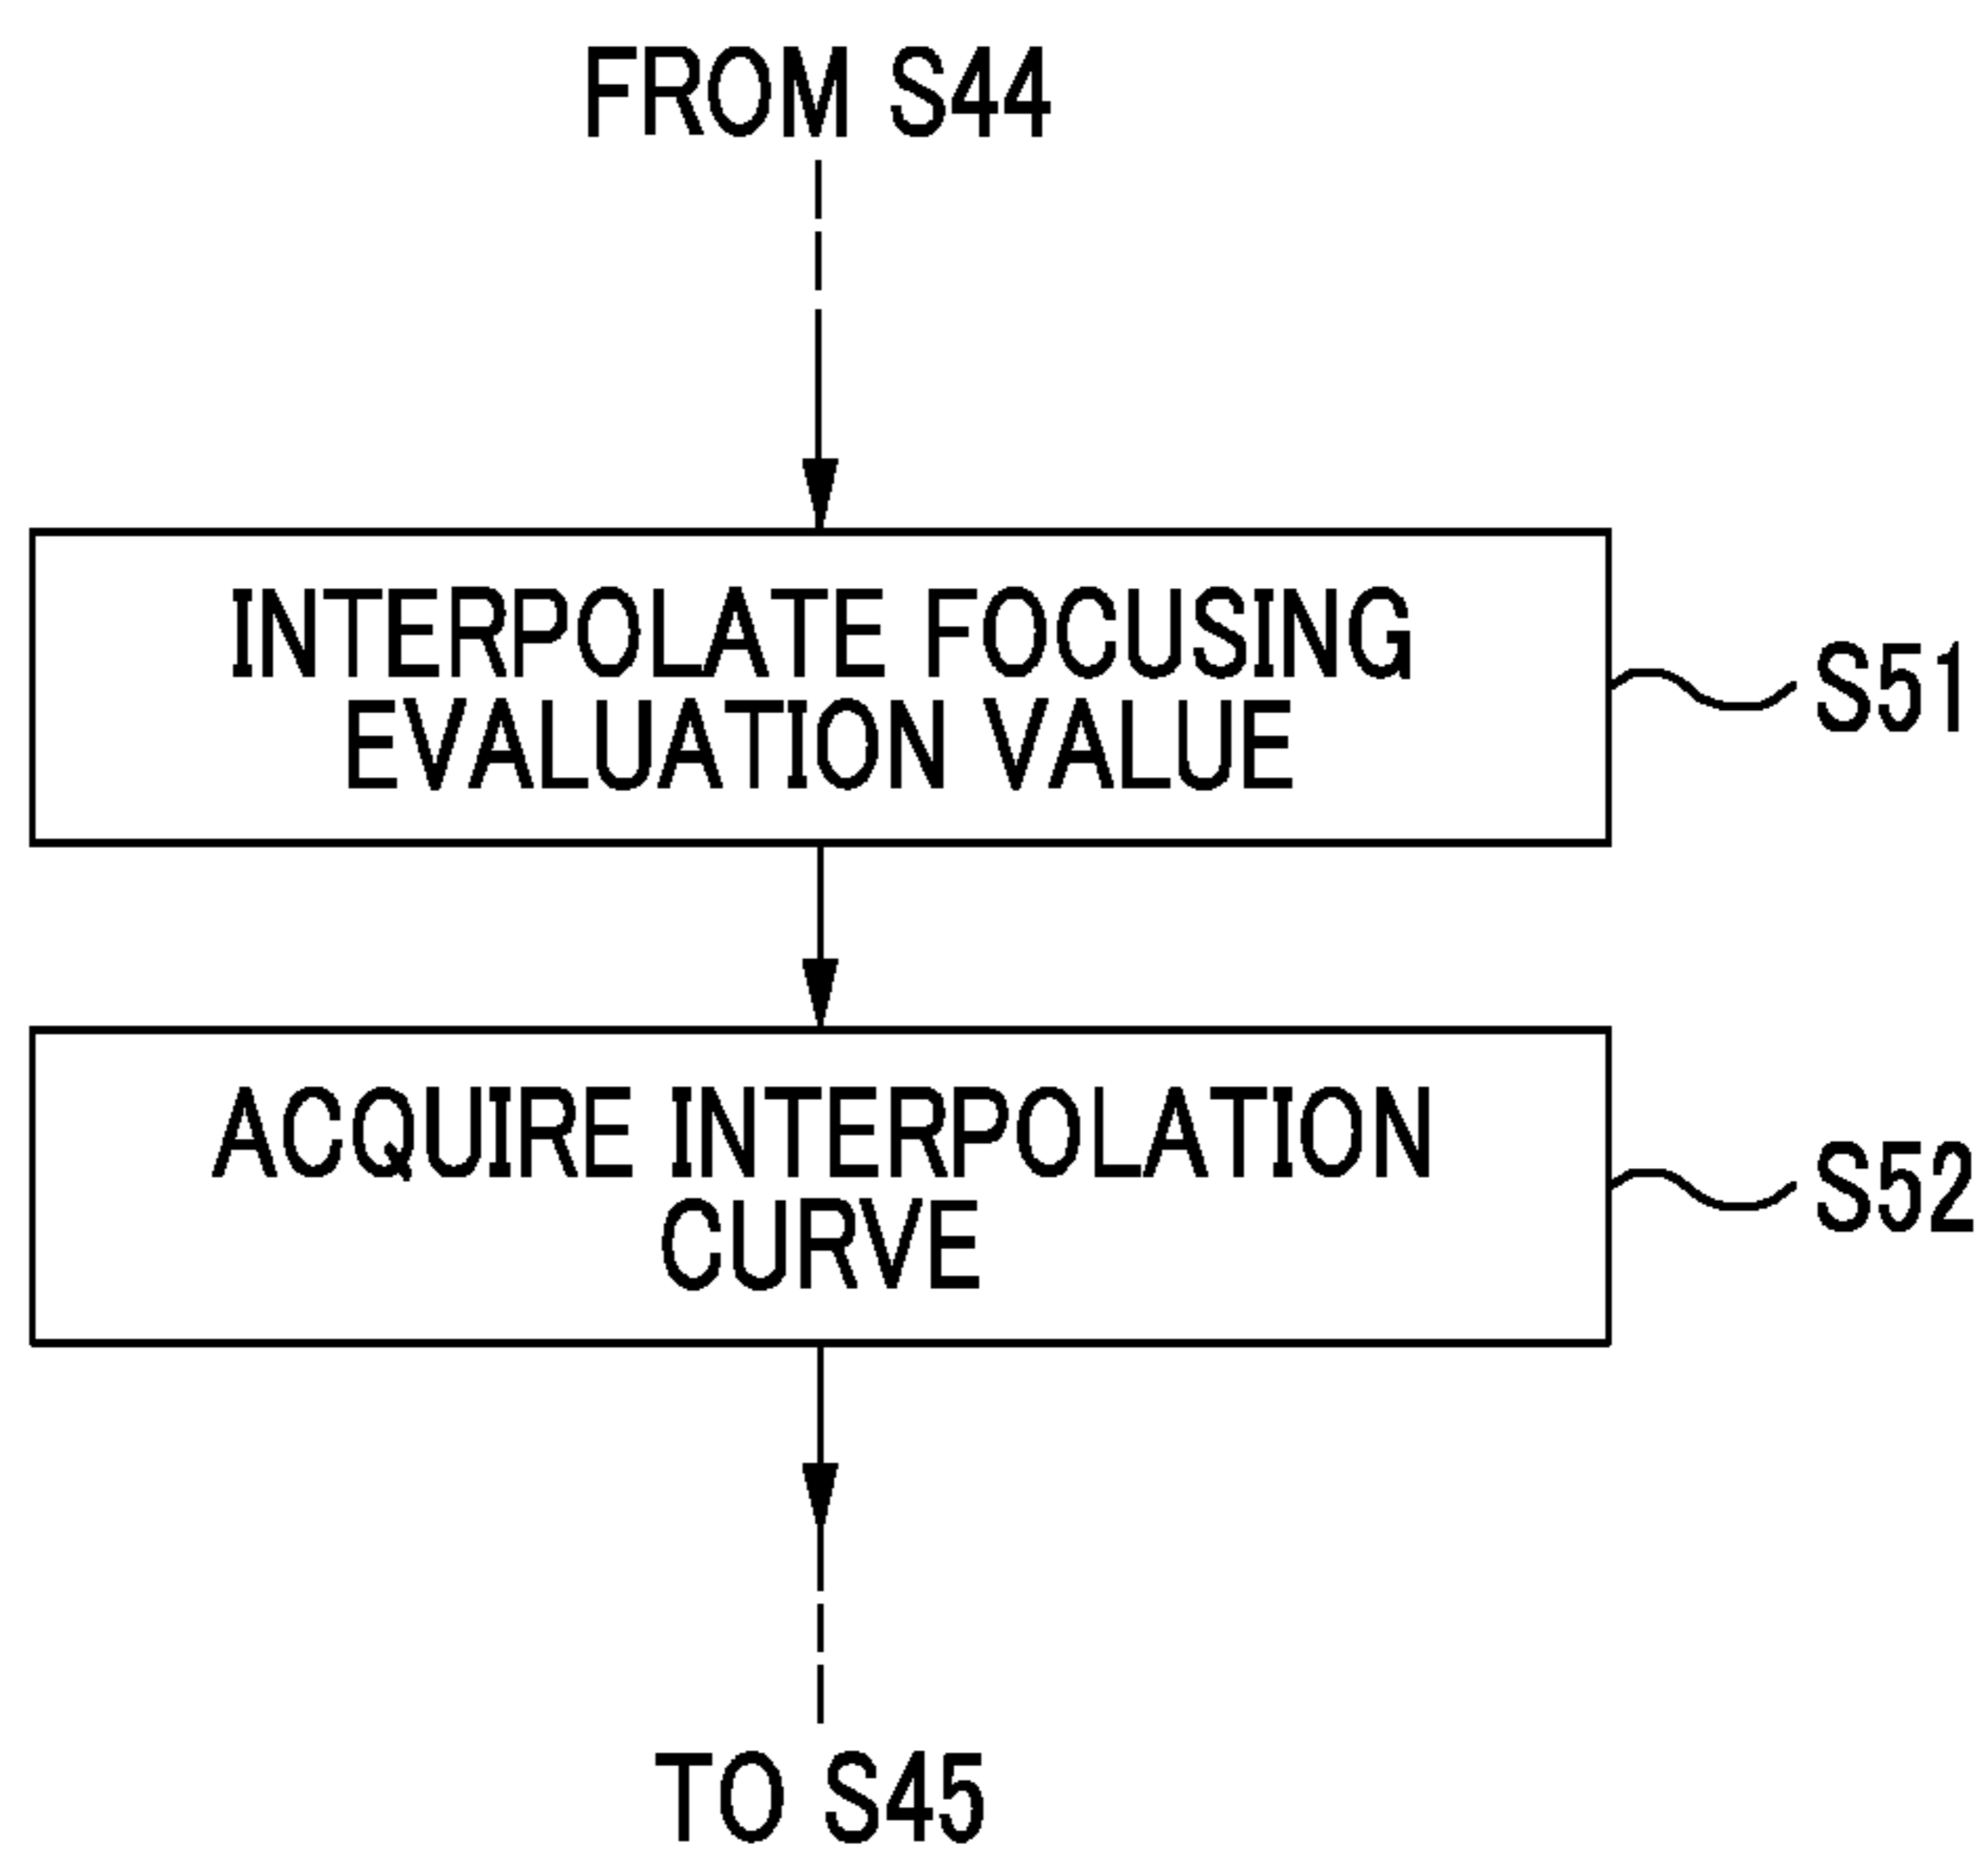 FROM S44
INTERPOLATE FOCUSING
EVALUATION VALUE
S51
ACQUIRE INTERPOLATION
CURVE
S52
TO S45